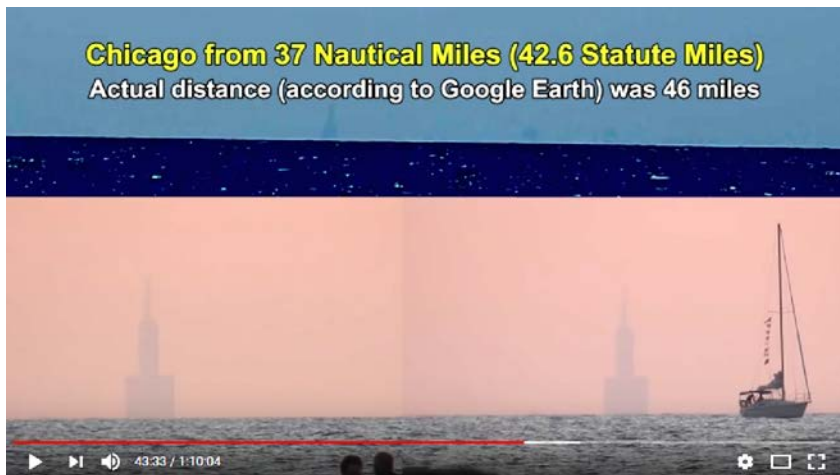 Chicago from 37 Nautical Miles (42.6 Statute Miles)
Actual distance (according to Google Earth) was 46 miles
43:33 / 1:10:04